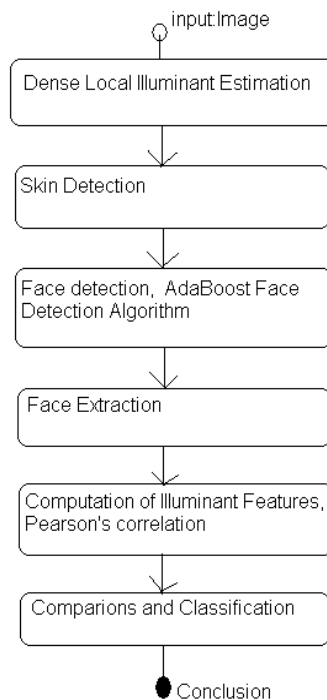 input:Image
Dense Local Illuminant Estimation
Skin Detection
Face detection, AdaBoost Face
Detection Algorithm
Face Extraction
Computation of Illuminant Features,
Pearson's correlation
Comparions and Classification
Conclusion